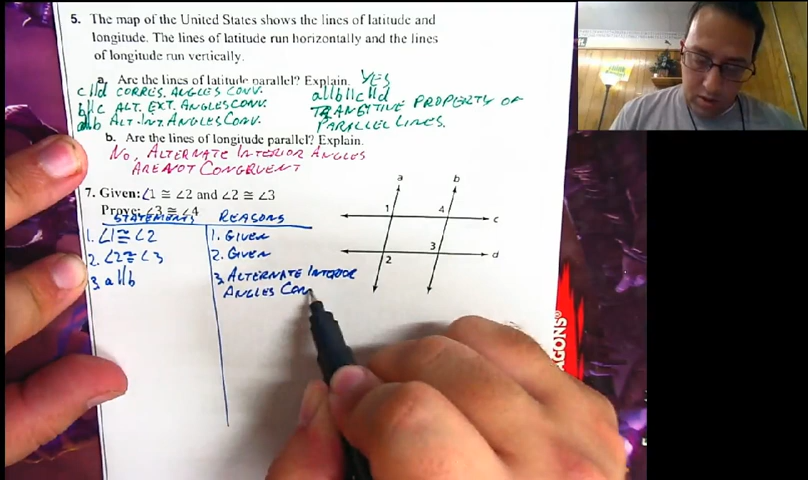 5. The map of the United States shows the lines of latitude and
longitude. The lines of latitude run horizontally and the lines
of longitude run vertically.
a. Are the lines of latitude parallel? Explain. YES
c||d CORRES. ANGLES CONV. a||b||c||d
b||c ALT. EXT. ANGLES CONV. TRANSITIVE PROPERTY OF
a||b ALT. INT. ANGLES CONV. PARALLEL LINES.
b. Are the lines of longitude parallel? Explain.
NO, ALTERNATE INTERIOR ANGLES
ARE NOT CONGRUENT
7. Given: ∠1 ≅ ∠2 and ∠2 ≅ ∠3
Prove: ∠3 ≅ ∠4
STATEMENTS REASONS
1. ∠1 ≅ ∠2 1. GIVEN
2. ∠2 ≅ ∠3 2. GIVEN
3. a||b 3. ALTERNATE INTERIOR
ANGLES CON
a b
1 4 c
3 d
2
AGONS!